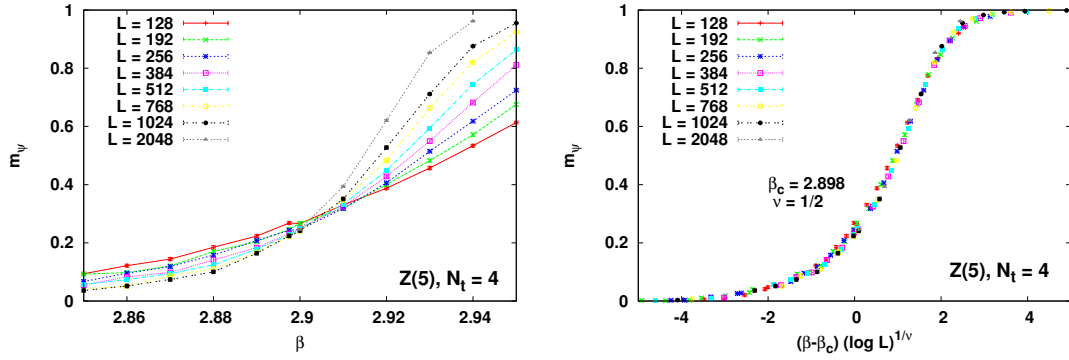 1
0.8
0.6
0.4
0.2
0
m_ψ
2.86
2.88
2.9
2.92
2.94
β
L = 128
L = 192
L = 256
L = 384
L = 512
L = 768
L = 1024
L = 2048
Z(5), N_t = 4
1
0.8
0.6
0.4
0.2
0
m_ψ
-4
-2
0
2
4
(β-β_c) (log L)^{1/ν}
L = 128
L = 192
L = 256
L = 384
L = 512
L = 768
L = 1024
L = 2048
β_c = 2.898
ν = 1/2
Z(5), N_t = 4